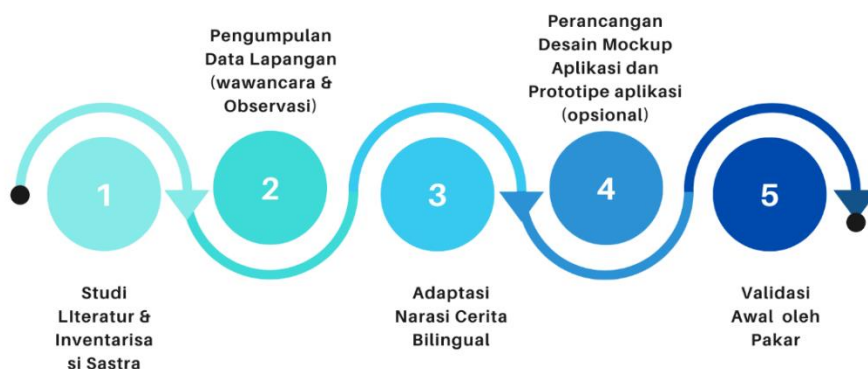 1
Studi
LIteratur &
Inventarisa
si Sastra
Pengumpulan
Data Lapangan
(wawancara &
Observasi)
2
3
Adaptasi
Narasi Cerita
Bilingual
Perancangan
Desain Mockup
Aplikasi dan
Prototipe aplikasi
(opsional)
4
5
Validasi
Awal oleh
Pakar